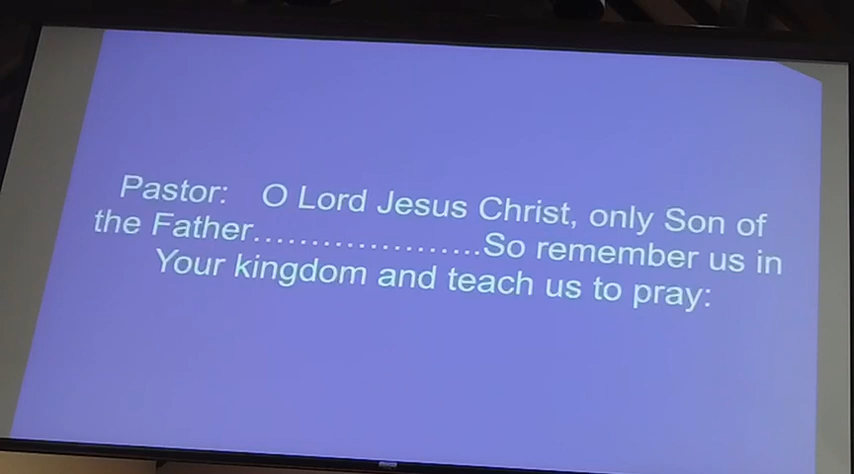 Pastor: O Lord Jesus Christ, only Son of
the Father....................So remember us in
Your kingdom and teach us to pray: